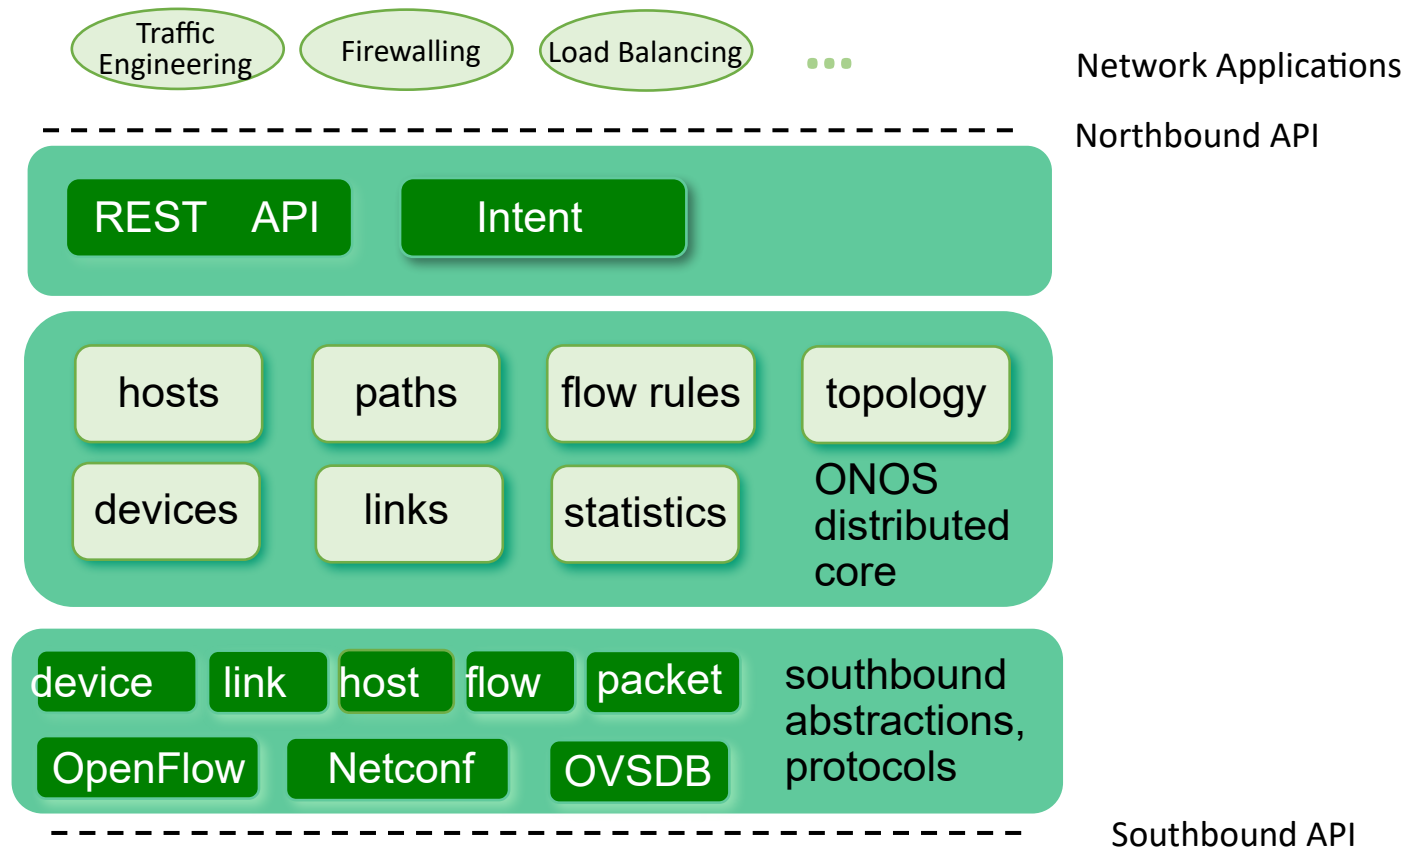 Traffic
Engineering
Firewalling
Load Balancing
...
Network Applications
Northbound API
REST API
Intent
hosts
paths
flow rules
topology
devices
links
statistics
ONOS
distributed
core
device
link
host
flow
packet
southbound
abstractions,
protocols
OpenFlow
Netconf
OVSDB
Southbound API